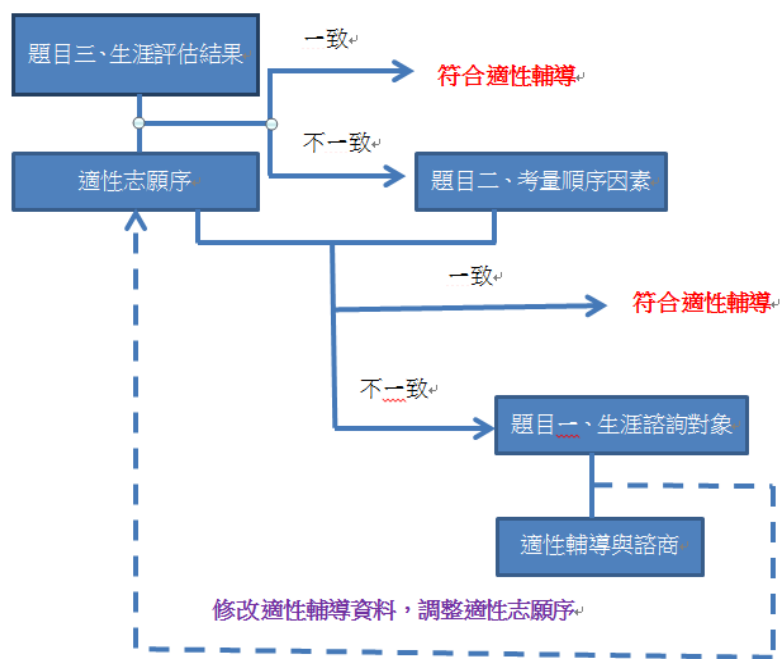 題目三、生涯評估結果
一致
符合適性輔導
不一致
適性志願序
題目二、考量順序因素
一致
符合適性輔導
不一致
題目一、生涯諮詢對象
適性輔導與諮商
修改適性輔導資料，調整適性志願序